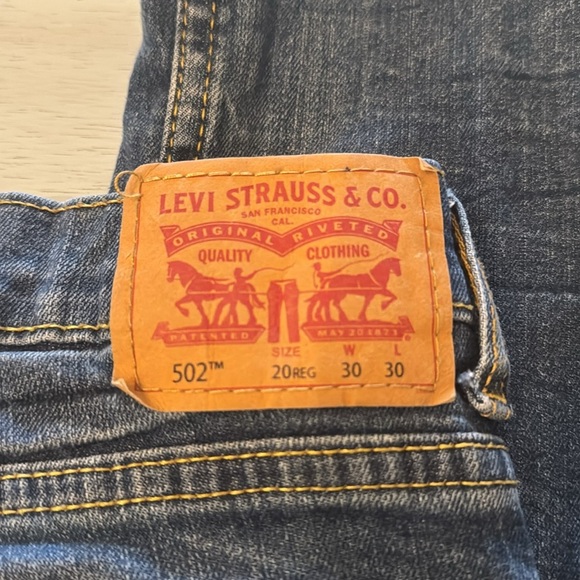 LEVI STRAUSS & CO.
SAN FRANCISCO
CAL.
ORIGINAL RIVETED
QUALITY CLOTHING
PATENTED MAY 20 1873
SIZE W L
502™ 20REG 30 30